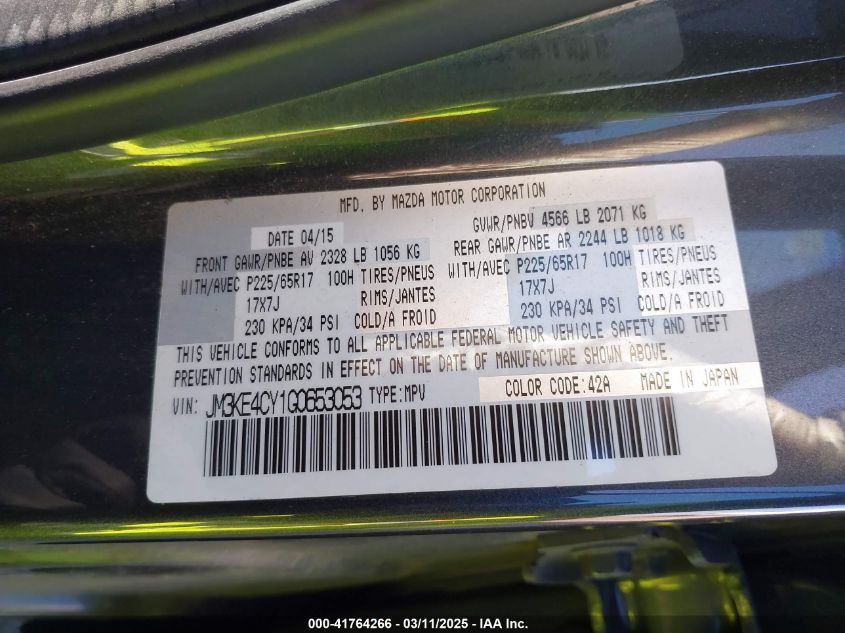 MFD. BY MAZDA MOTOR CORPORATION
DATE 04/15 GVWR/PNBV 4566 LB 2071 KG
FRONT GAWR/PNBE AV 2328 LB 1056 KG REAR GAWR/PNBE AR 2244 LB 1018 KG
WITH/AVEC P225/65R17 100H TIRES/PNEUS WITH/AVEC P225/65R17 100H TIRES/PNEUS
17X7J RIMS/JANTES 17X7J RIMS/JANTES
230 KPA/34 PSI COLD/A FROID 230 KPA/34 PSI COLD/A FROID
THIS VEHICLE CONFORMS TO ALL APPLICABLE FEDERAL MOTOR VEHICLE SAFETY AND THEFT
PREVENTION STANDARDS IN EFFECT ON THE DATE OF MANUFACTURE SHOWN ABOVE.
VIN: JM3KE4CY1G0653053 TYPE:MPV COLOR CODE:42A MADE IN JAPAN
000-41764266 - 03/11/2025 - © IAA Inc.